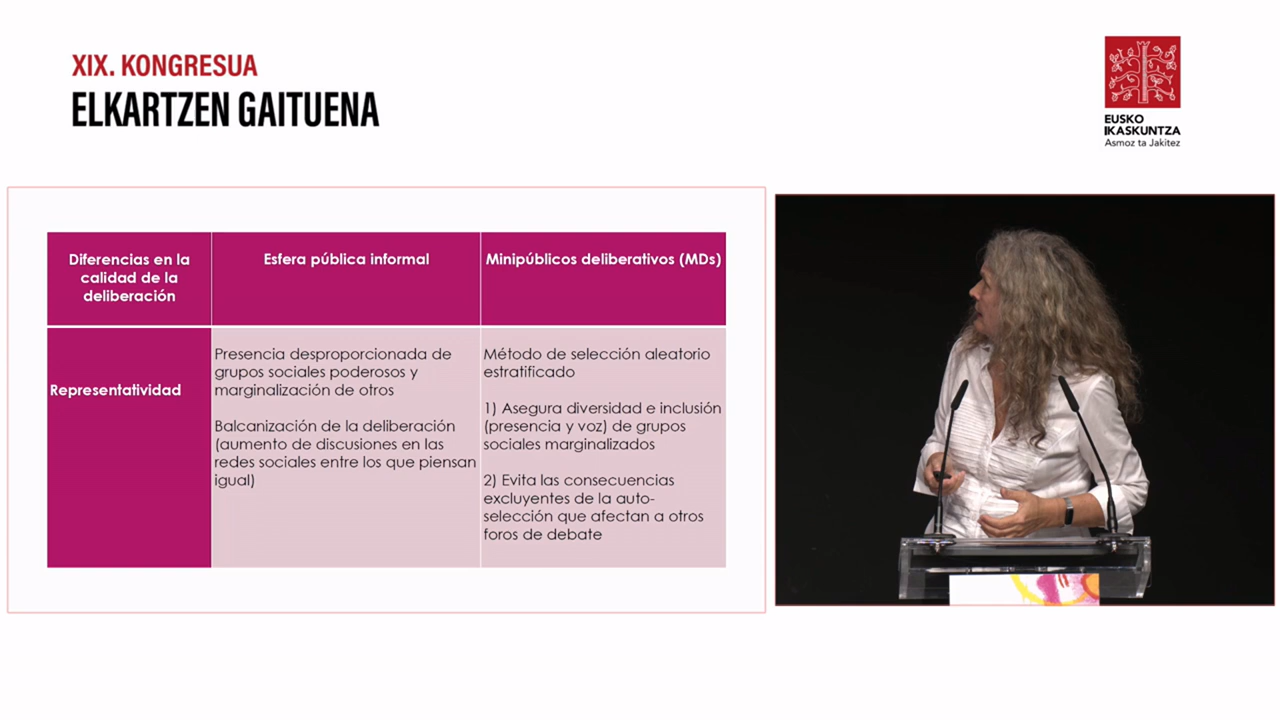 XIX. KONGRESUA
ELKARTZEN GAITUENA
EUSKO
IKASKUNTZA
Asmoz ta Jakitez
Diferencias en la
calidad de la
deliberación
Esfera pública informal
Minipúblicos deliberativos (MDs)
Representatividad
Presencia desproporcionada de
grupos sociales poderosos y
marginalización de otros
Balcanización de la deliberación
(aumento de discusiones en las
redes sociales entre los que piensan
igual)
Método de selección aleatorio
estratificado
1) Asegura diversidad e inclusión
(presencia y voz) de grupos
sociales marginalizados
2) Evita las consecuencias
excluyentes de la auto-
selección que afectan a otros
foros de debate